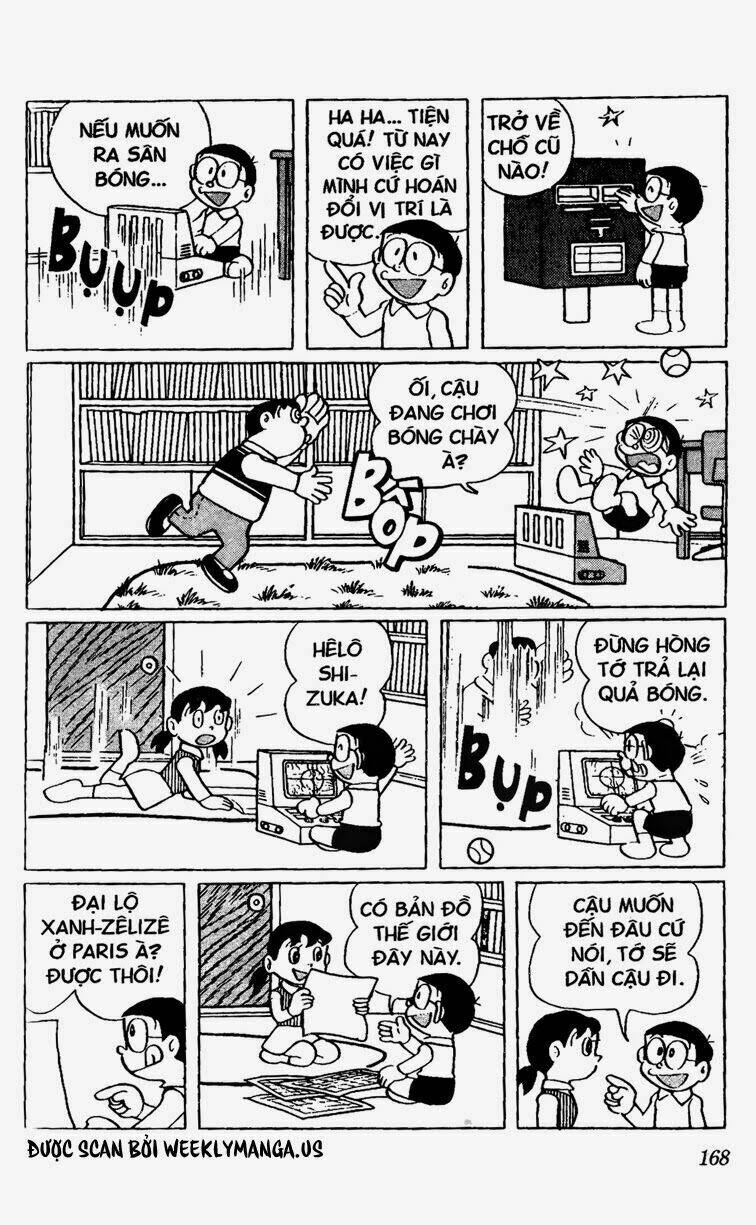 TRỞ VỀ
CHỖ CŨ
NÀO!
HA HA... TIỆN
QUÁ! TỪ NAY
CÓ VIỆC GÌ
MÌNH CỨ HOÁN
ĐỔI VỊ TRÍ LÀ
ĐƯỢC.
NẾU MUỐN
RA SÂN
BÓNG...
BỤỤP
ỐI, CẬU
ĐANG CHƠI
BÓNG CHÀY
À?
BỐP
ĐỪNG HÒNG
TỚ TRẢ LẠI
QUẢ BÓNG.
BỤP
HÊLÔ
SHI-
ZUKA!
CẬU MUỐN
ĐẾN ĐÂU CỨ
NÓI, TỚ SẼ
DẪN CẬU ĐI.
CÓ BẢN ĐỒ
THẾ GIỚI
ĐÂY NÀY.
ĐẠI LỘ
XANH-ZÊLIZÊ
Ở PARIS À?
ĐƯỢC THÔI!
ĐƯỢC SCAN BỞI WEEKLYMANGA.US
168